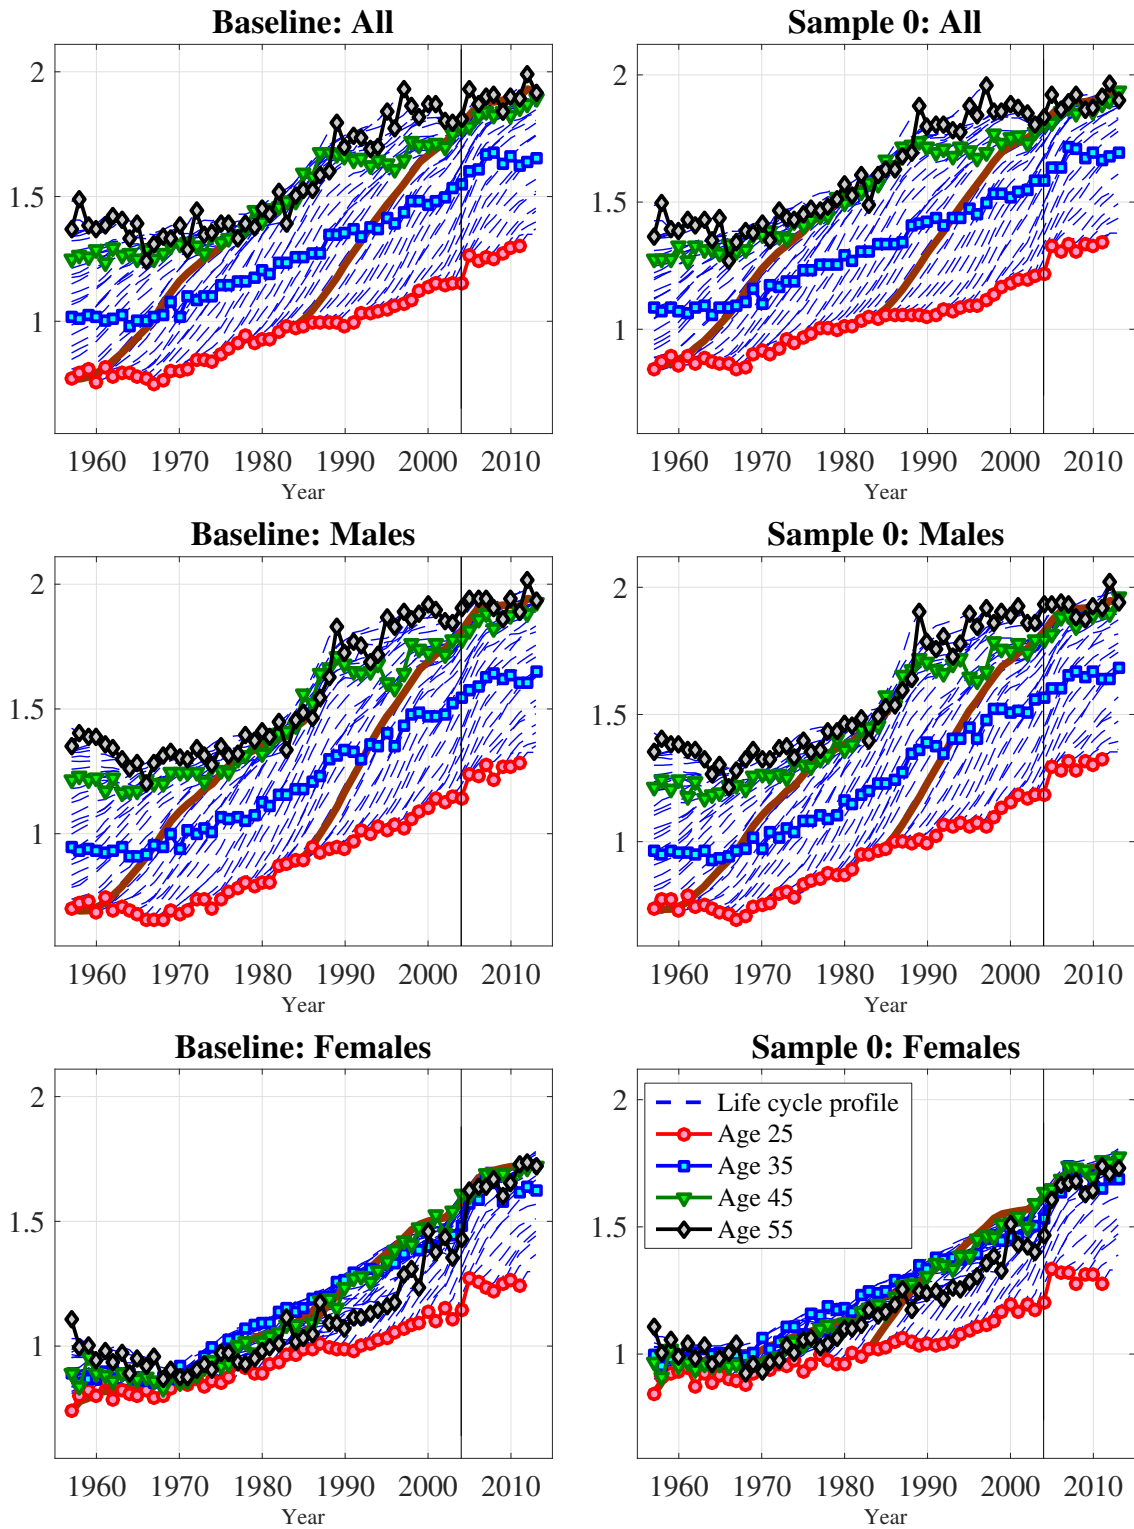 Baseline: All
2
1.5
1
1960 1970 1980 1990 2000 2010
Year
Sample 0: All
2
1.5
1
1960 1970 1980 1990 2000 2010
Year
Baseline: Males
2
1.5
1
1960 1970 1980 1990 2000 2010
Year
Sample 0: Males
2
1.5
1
1960 1970 1980 1990 2000 2010
Year
Baseline: Females
2
1.5
1
1960 1970 1980 1990 2000 2010
Year
Sample 0: Females
Life cycle profile
Age 25
Age 35
Age 45
Age 55
2
1.5
1
1960 1970 1980 1990 2000 2010
Year